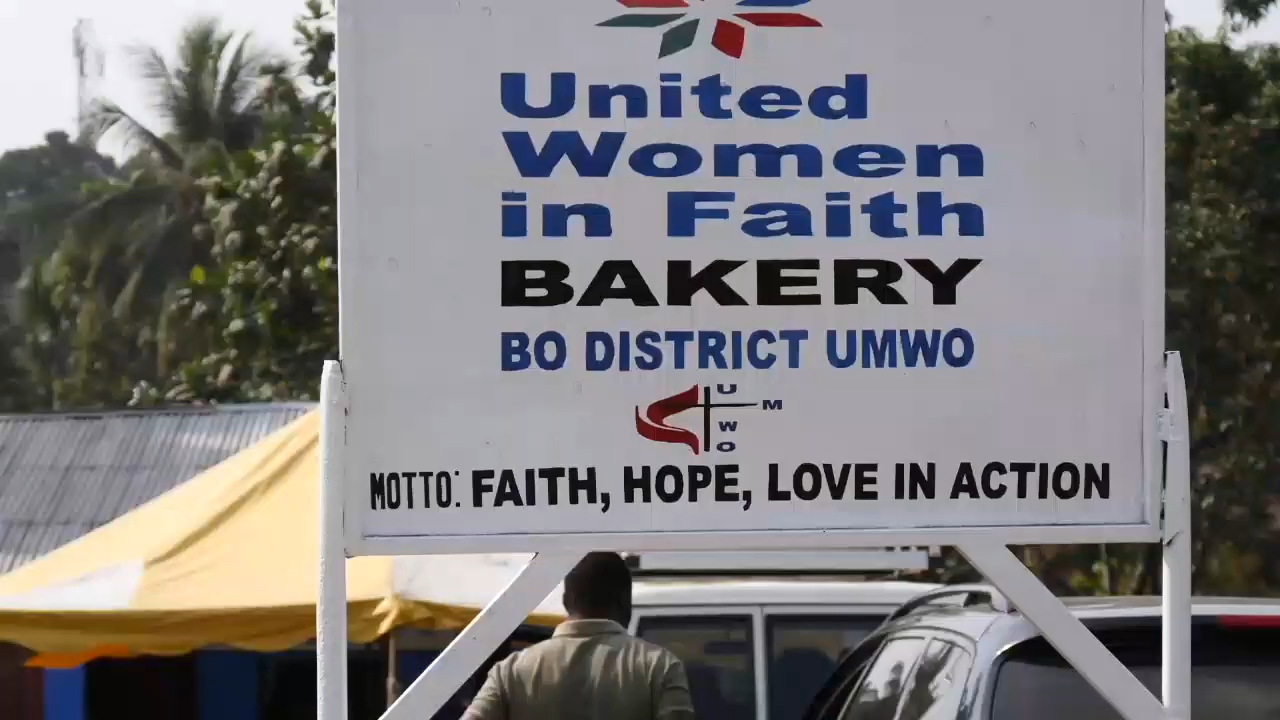 United
Women
in Faith
BAKERY
BO DISTRICT UMWO
U
M
W
O
MOTTO: FAITH, HOPE, LOVE IN ACTION